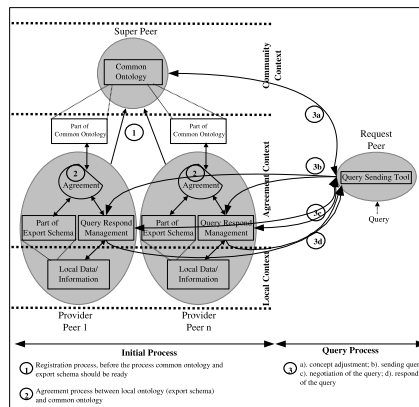 Super Peer
Common
Ontology
Community
Context
3a
Part of
Common Ontology
1
Part of
Common Ontology
Request
Peer
Agreement Context
3b
2
Agreement
2
Agreement
Query Sending Tool
Part of
Export Schema
Query Respond
Management
Part of
Export Schema
Query Respond
Management
3c
Query
3d
Local Context
Local Data/
Information
Local Data/
Information
Provider
Peer 1
Provider
Peer n
Initial Process
Query Process
1 Registration process, before the process common ontology and
export schema should be ready
2 Agreement process between local ontology (export schema)
and common ontology
3 a). concept adjustment; b). sending quer
c). negotiation of the query; d). respond
of the query